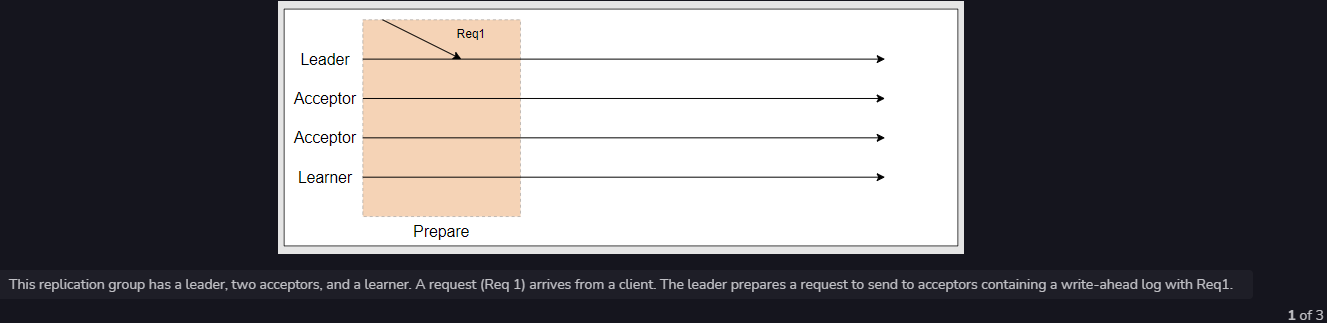 Req1
Leader
Acceptor
Acceptor
Learner
Prepare
This replication group has a leader, two acceptors, and a learner. A request (Req 1) arrives from a client. The leader prepares a request to send to acceptors containing a write-ahead log with Req1.
1 of 3